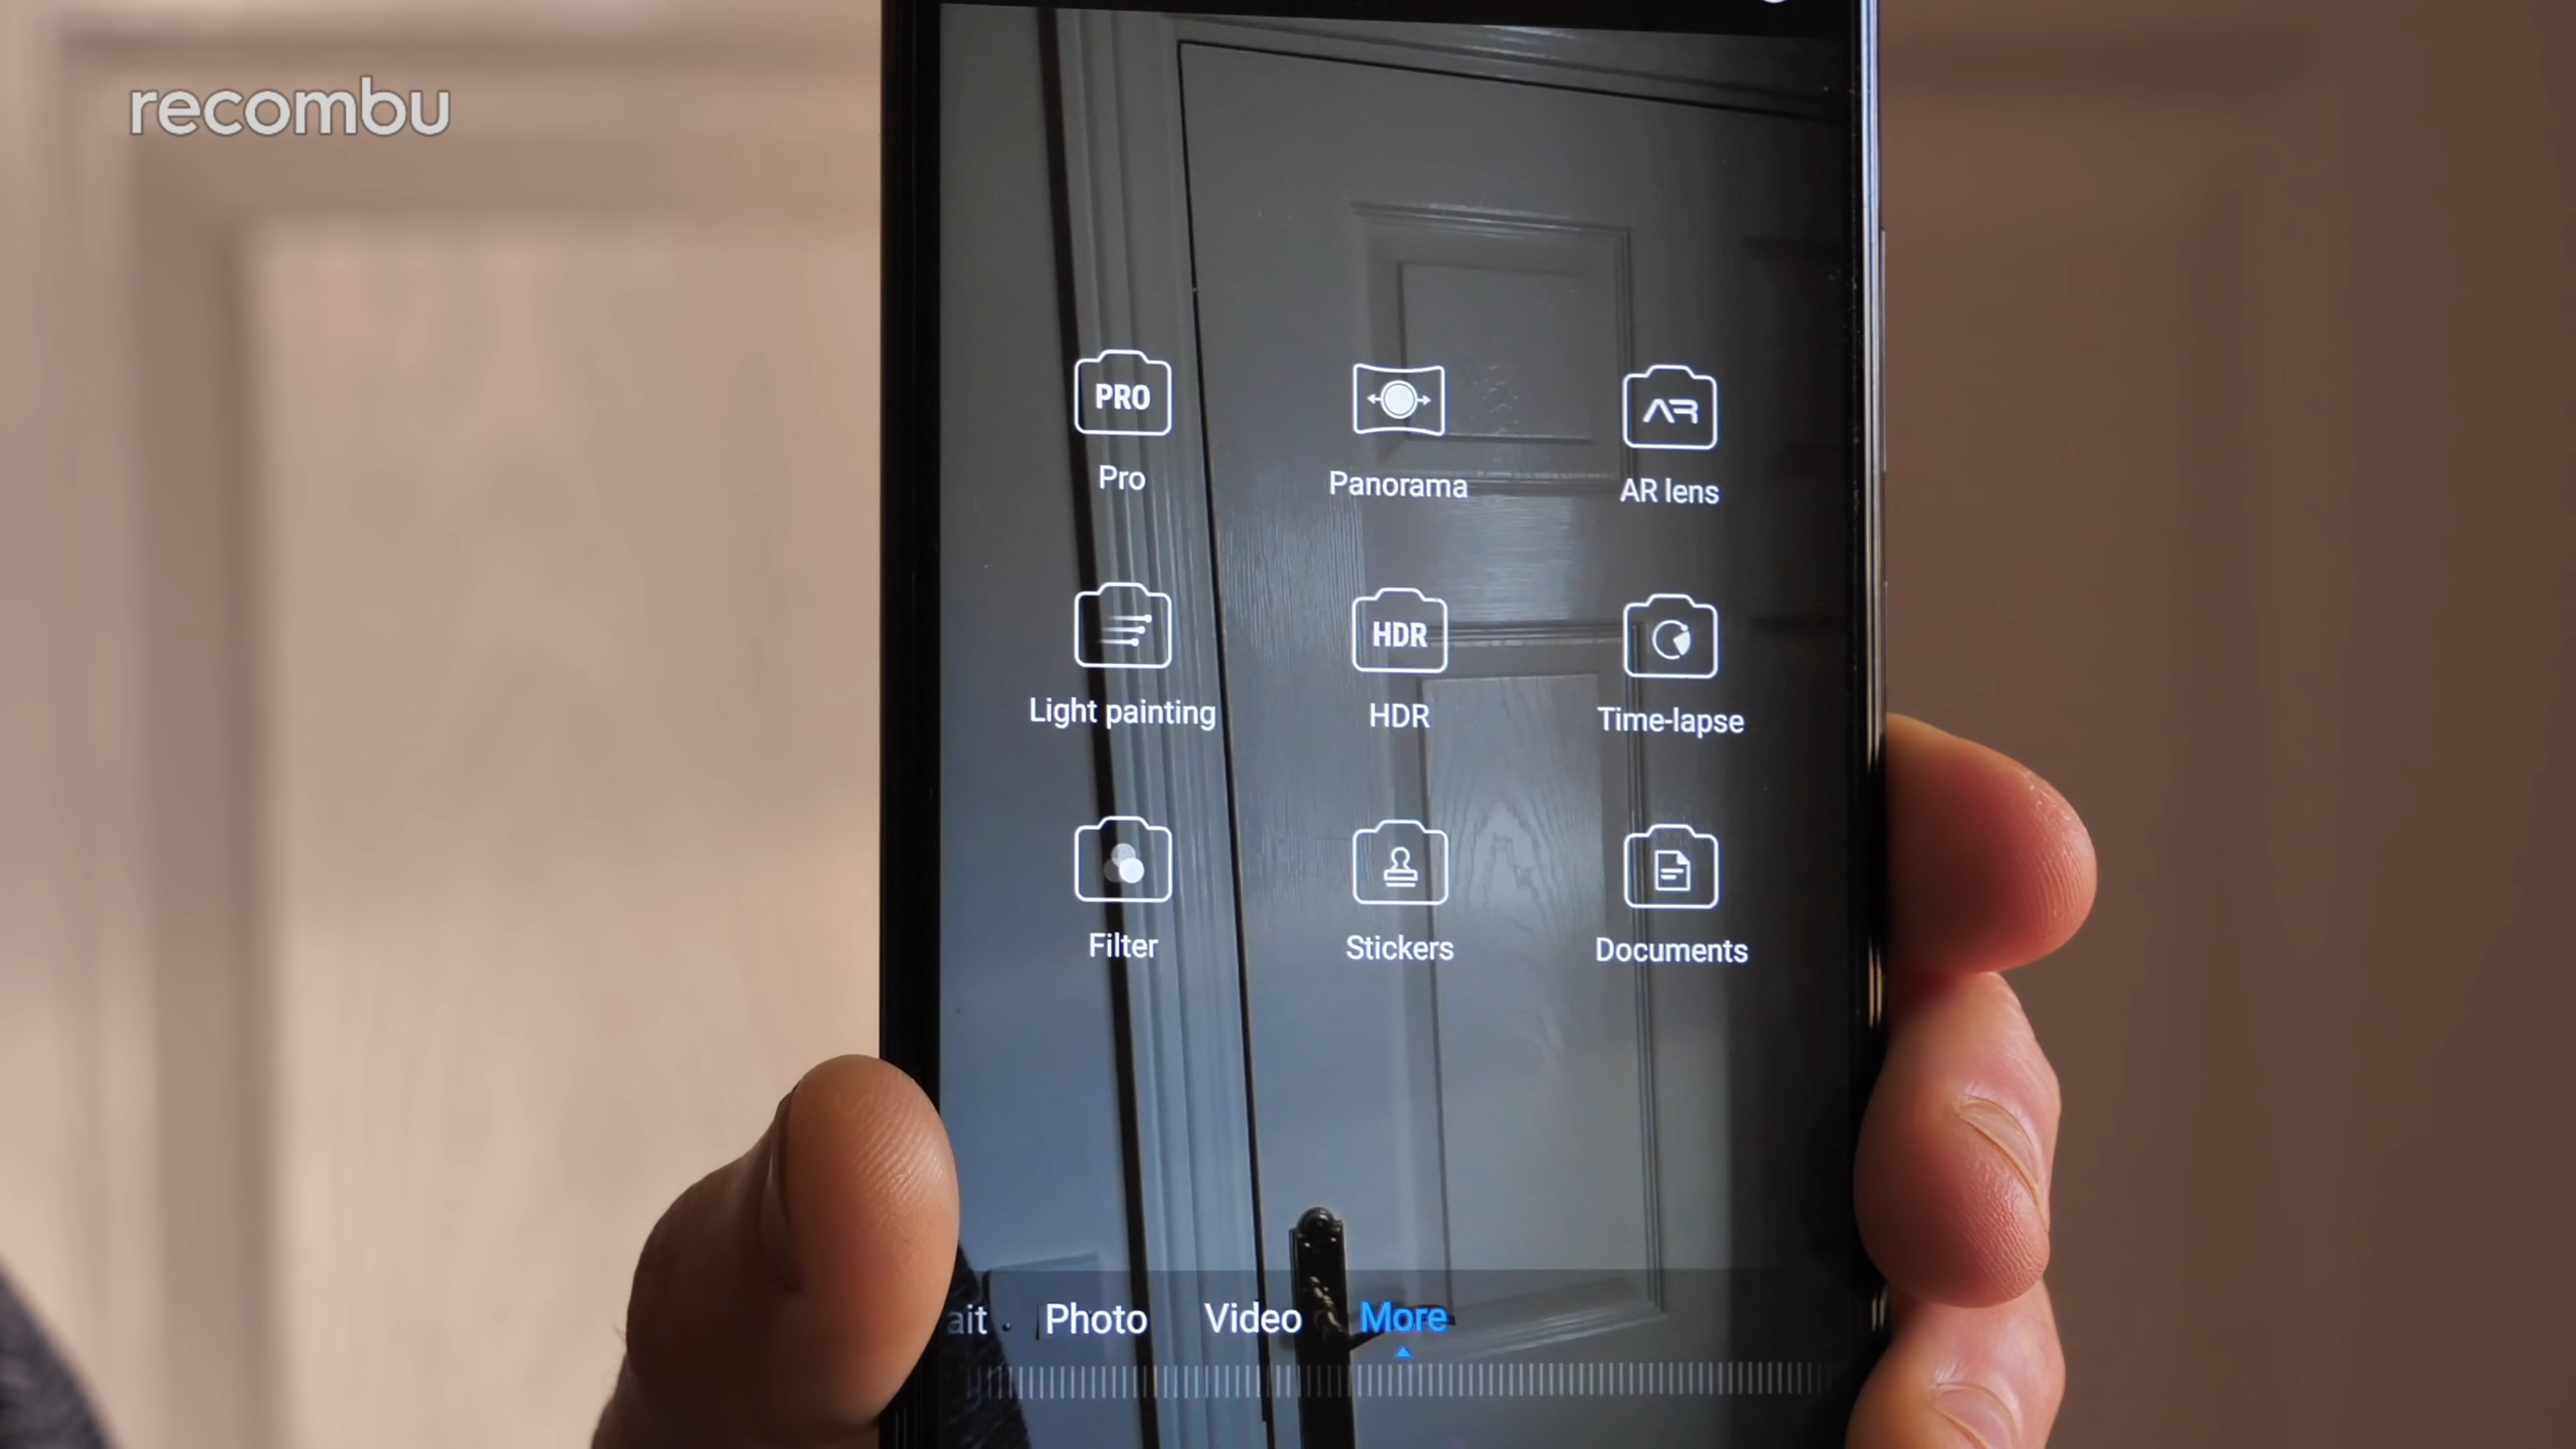 recombu
PRO
AR
Pro
Panorama
AR lens
HDR
Light painting
HDR
Time-lapse
Filter
Stickers
Documents
ait
Photo
Video
More